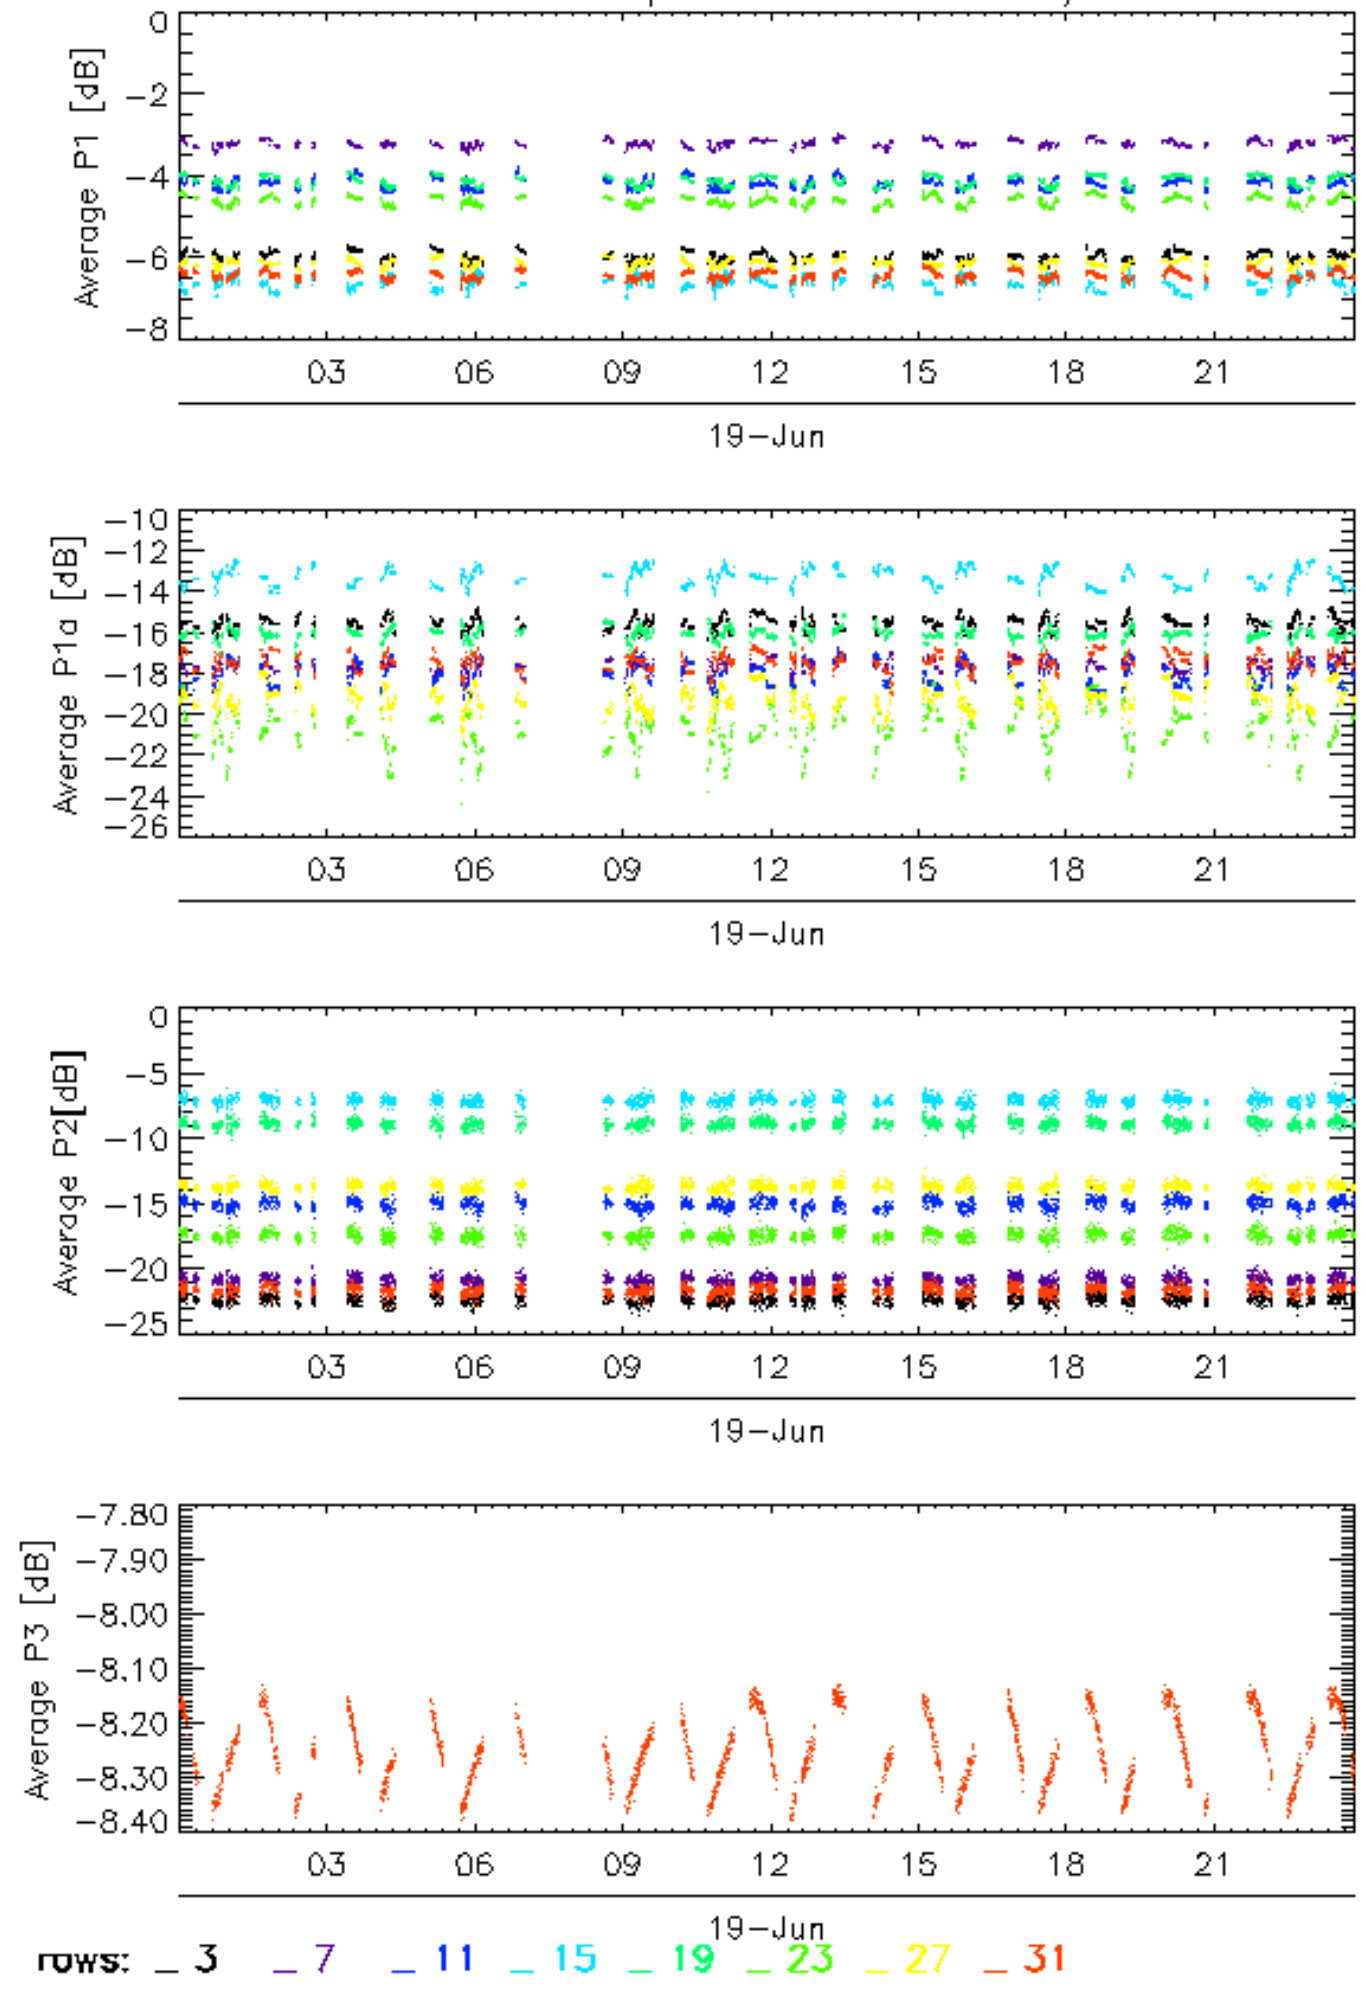 Average P1 [dB]
0
−2
−4
−6
−8
03 06 09 12 15 18 21
19−Jun
Average P1a [dB]
−10
−12
−14
−16
−18
−20
−22
−24
−26
03 06 09 12 15 18 21
19−Jun
Average P2[dB]
0
−5
−10
−15
−20
−25
03 06 09 12 15 18 21
19−Jun
Average P3 [dB]
−7.80
−7.90
−8.00
−8.10
−8.20
−8.30
−8.40
03 06 09 12 15 18 21
19−Jun
rows: _ 3 _ 7 _ 11 _ 15 _ 19 _ 23 _ 27 _ 31